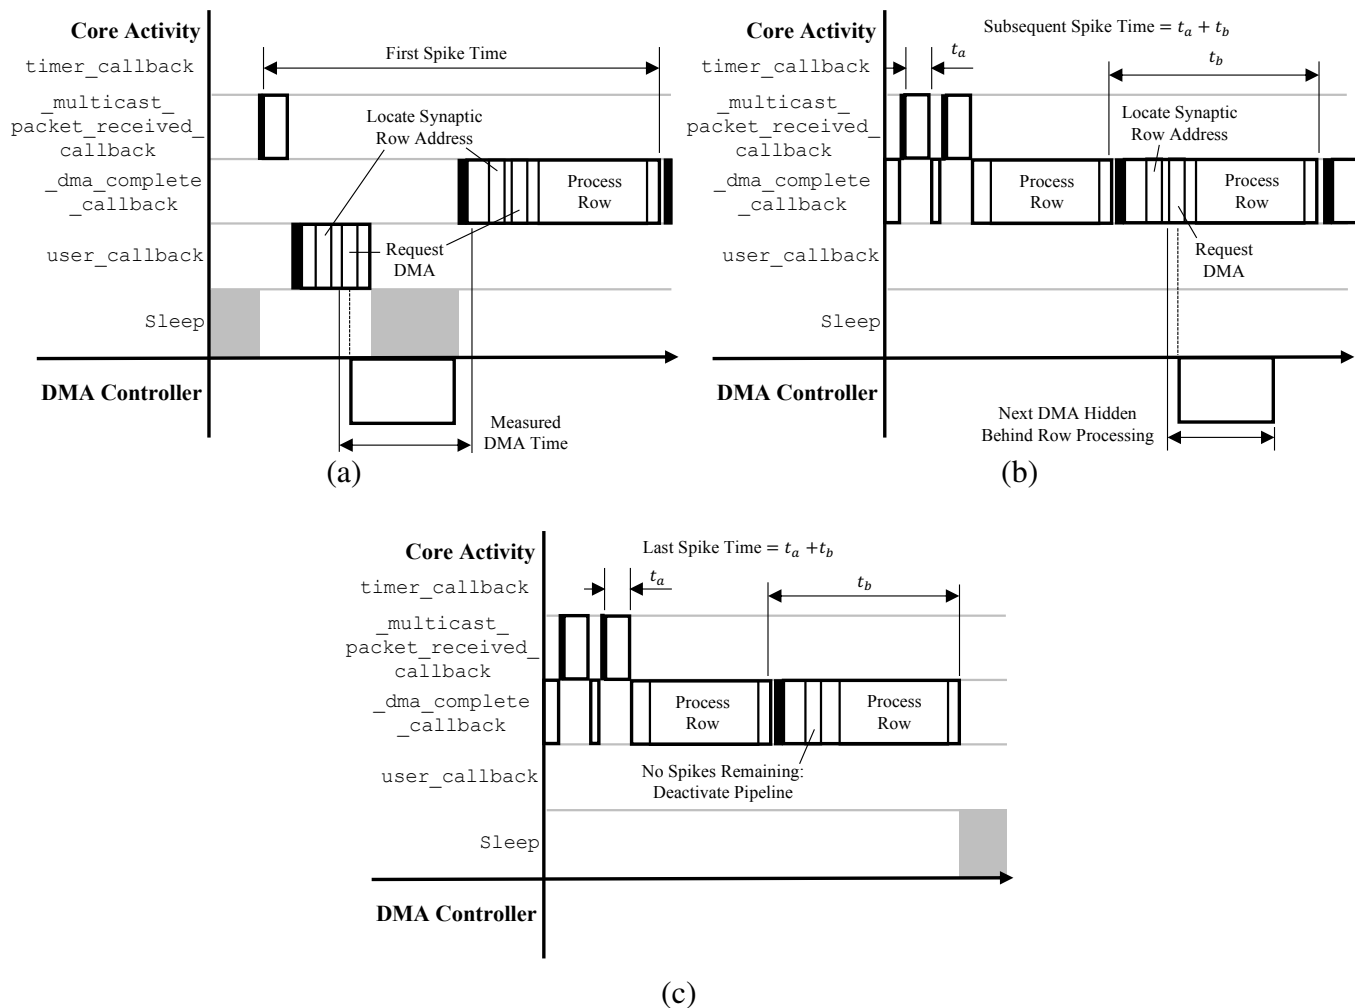 Core Activity
timer_callback
_multicast_
packet_received_
callback
_dma_complete
_callback
user_callback
Sleep
DMA Controller
First Spike Time
Locate Synaptic
Row Address
Process
Row
Request
DMA
Measured
DMA Time
(a)
Core Activity
timer_callback
_multicast_
packet_received_
callback
_dma_complete
_callback
user_callback
Sleep
DMA Controller
Subsequent Spike Time = t_a + t_b
t_a
t_b
Locate Synaptic
Row Address
Process
Row
Process
Row
Request
DMA
Next DMA Hidden
Behind Row Processing
(b)
Core Activity
timer_callback
_multicast_
packet_received_
callback
_dma_complete
_callback
user_callback
Sleep
DMA Controller
Last Spike Time = t_a + t_b
t_a
t_b
Process
Row
Process
Row
No Spikes Remaining:
Deactivate Pipeline
(c)